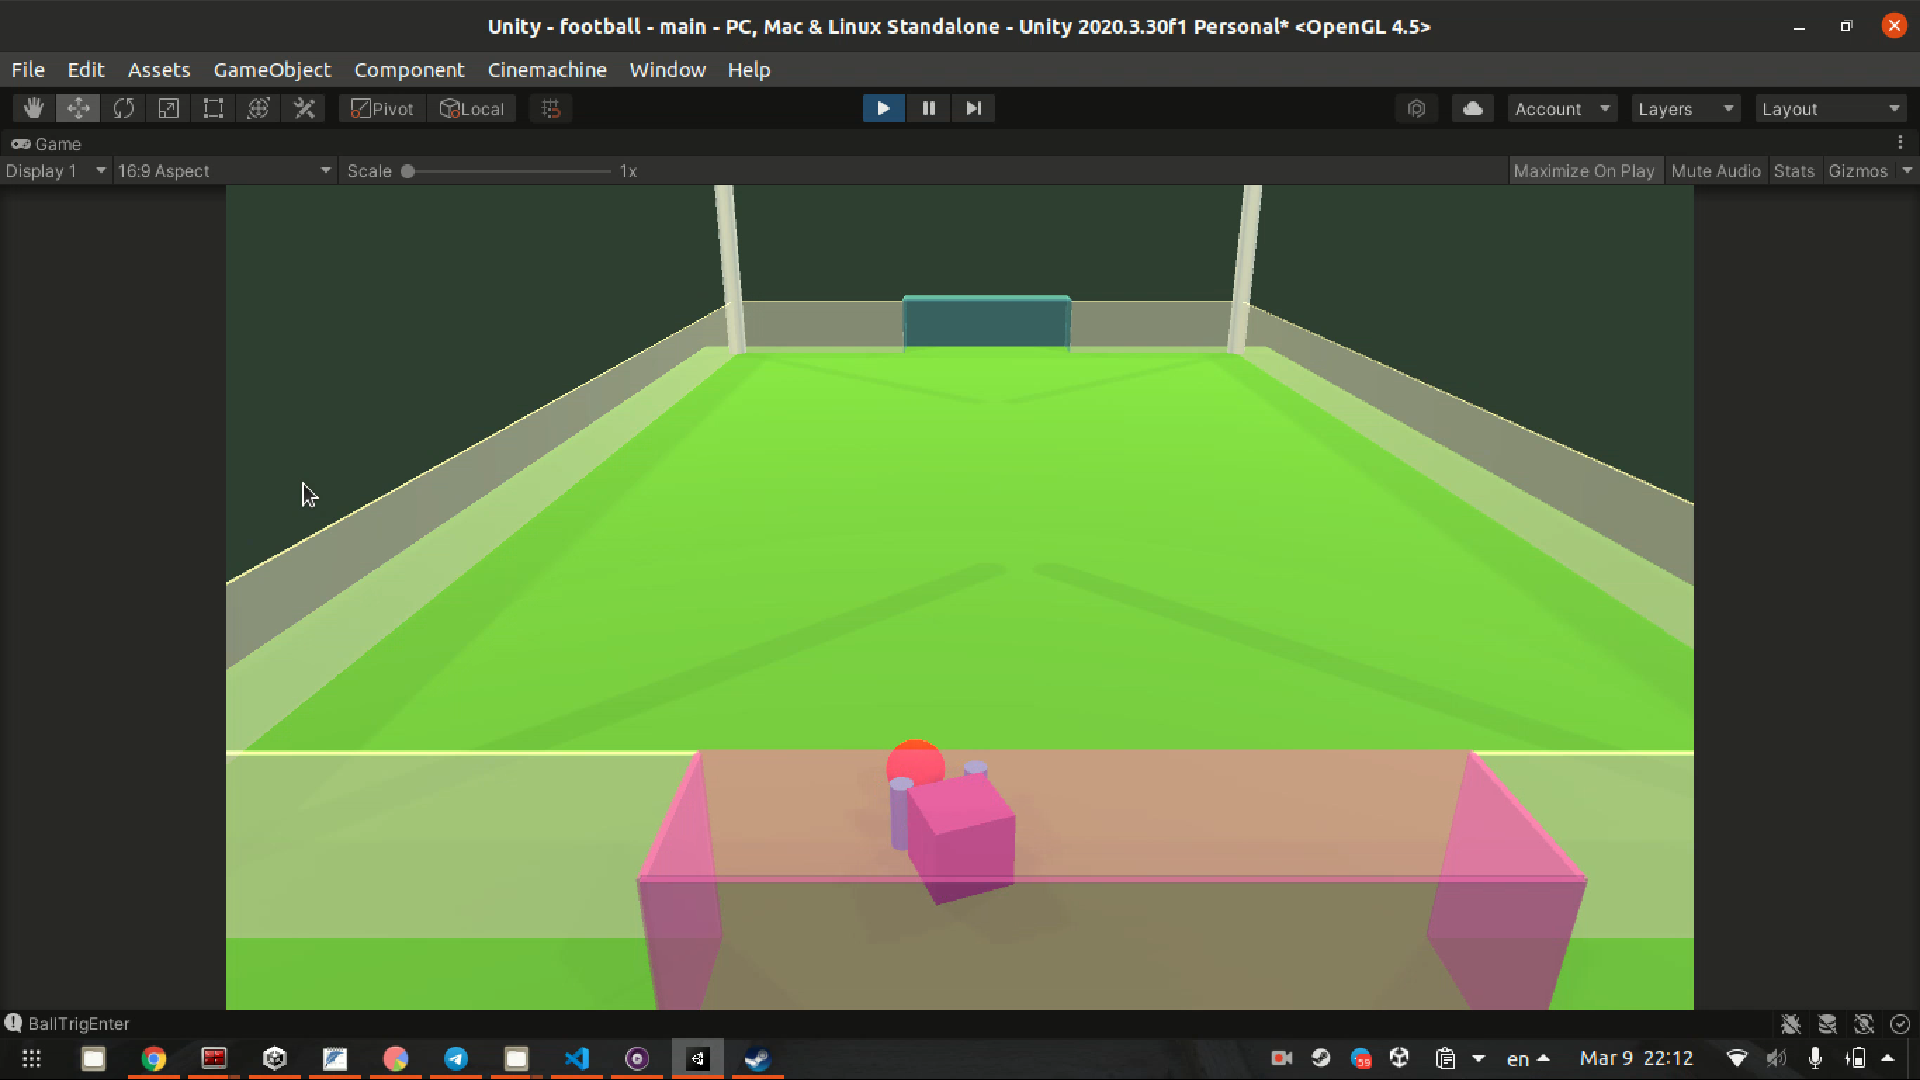 Unity - football - main - PC, Mac & Linux Standalone - Unity 2020.3.30f1 Personal* <OpenGL 4.5>
File Edit Assets GameObject Component Cinemachine Window Help
Pivot Local Account Layers Layout
Game
Display 1 16:9 Aspect Scale 1x Maximize On Play Mute Audio Stats Gizmos
BallTrigEnter
59 en Mar 9 22:12